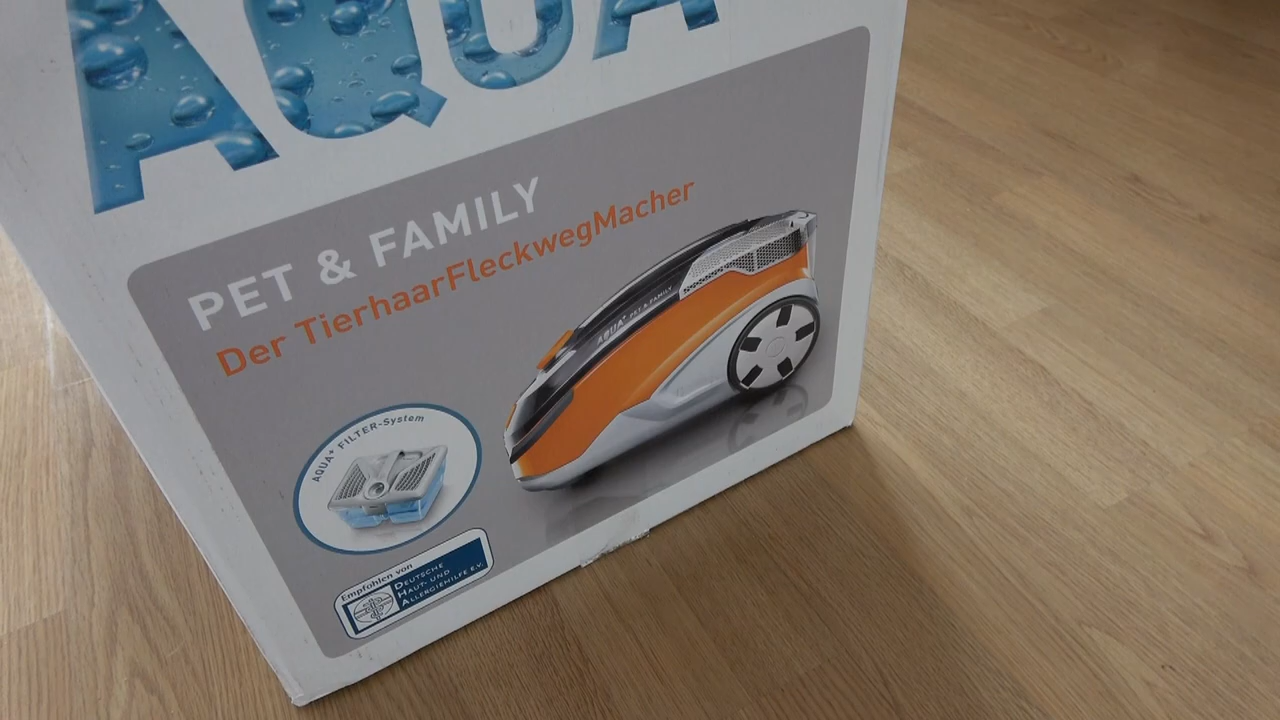 AQUA
PET & FAMILY
Der TierhaarFleckwegMacher
AQUA+ PET & FAMILY
AQUA+ FILTER-System
Empfohlen von
DEUTSCHE
HAUT- UND
ALLERGIEHILFE E.V.